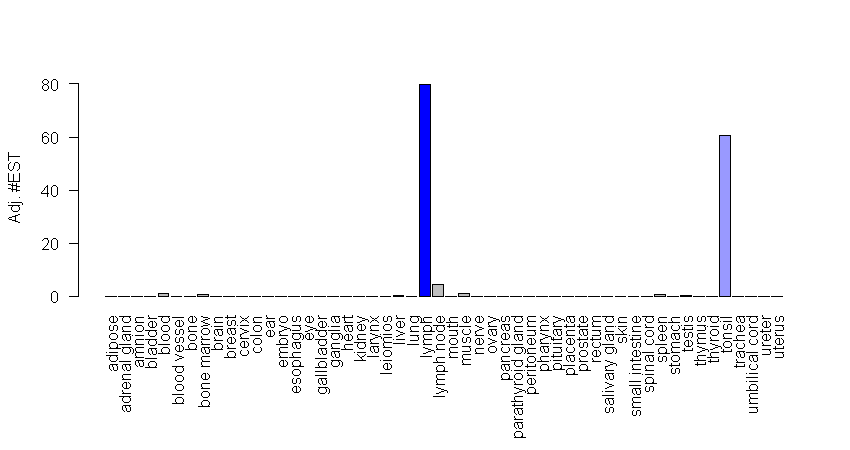 80
60
40
20
0
Adj. #EST
adipose
adrenal gland
amnion
bladder
blood
blood vessel
bone
bone marrow
brain
breast
cervix
colon
ear
embryo
esophagus
eye
gallbladder
ganglia
heart
kidney
larynx
leiomios
liver
lung
lymph
lymph node
mouth
muscle
nerve
ovary
pancreas
parathyroid gland
peritoneum
pharynx
pituitary
placenta
prostate
rectum
salivary gland
skin
small intestine
spinal cord
spleen
stomach
testis
thymus
thyroid
tonsil
trachea
umbilical cord
ureter
uterus